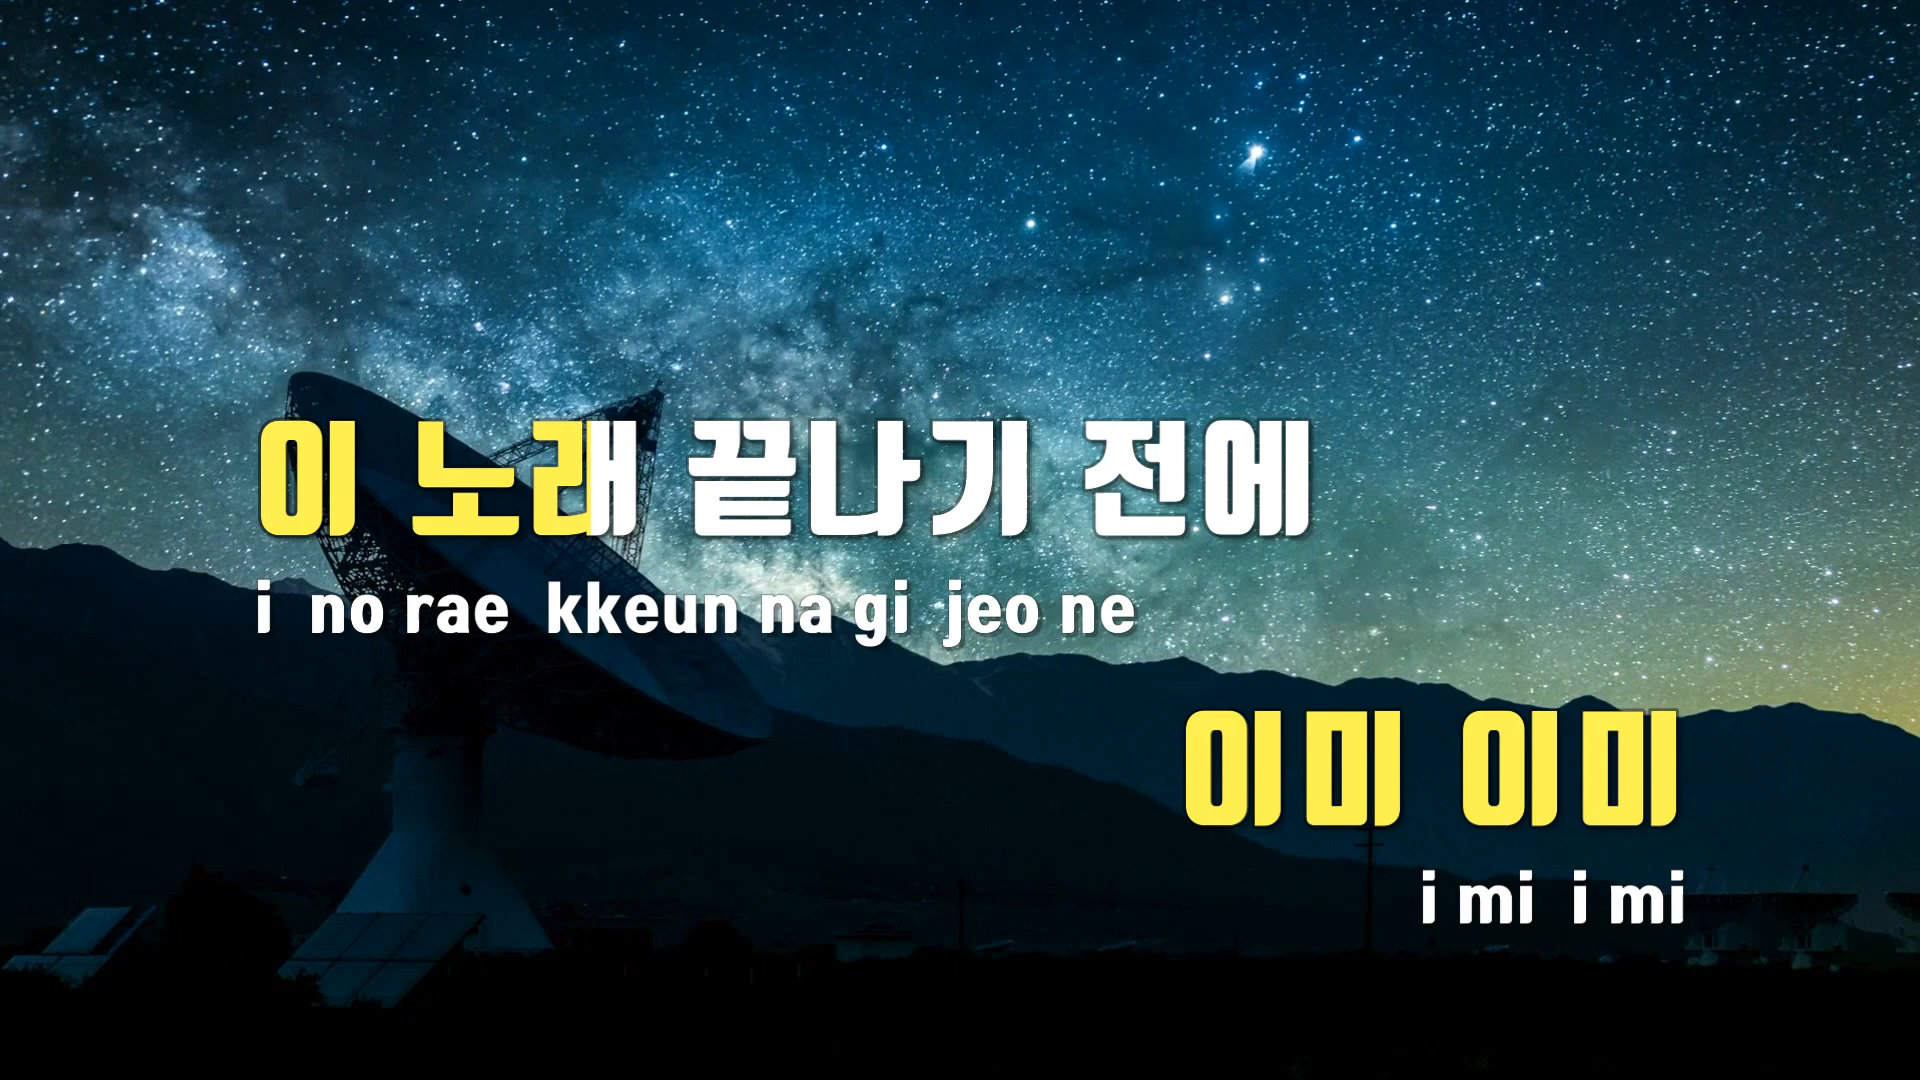 이 노래 끝나기 전에
i no rae kkeun na gi jeo ne
이미 이미
i mi i mi